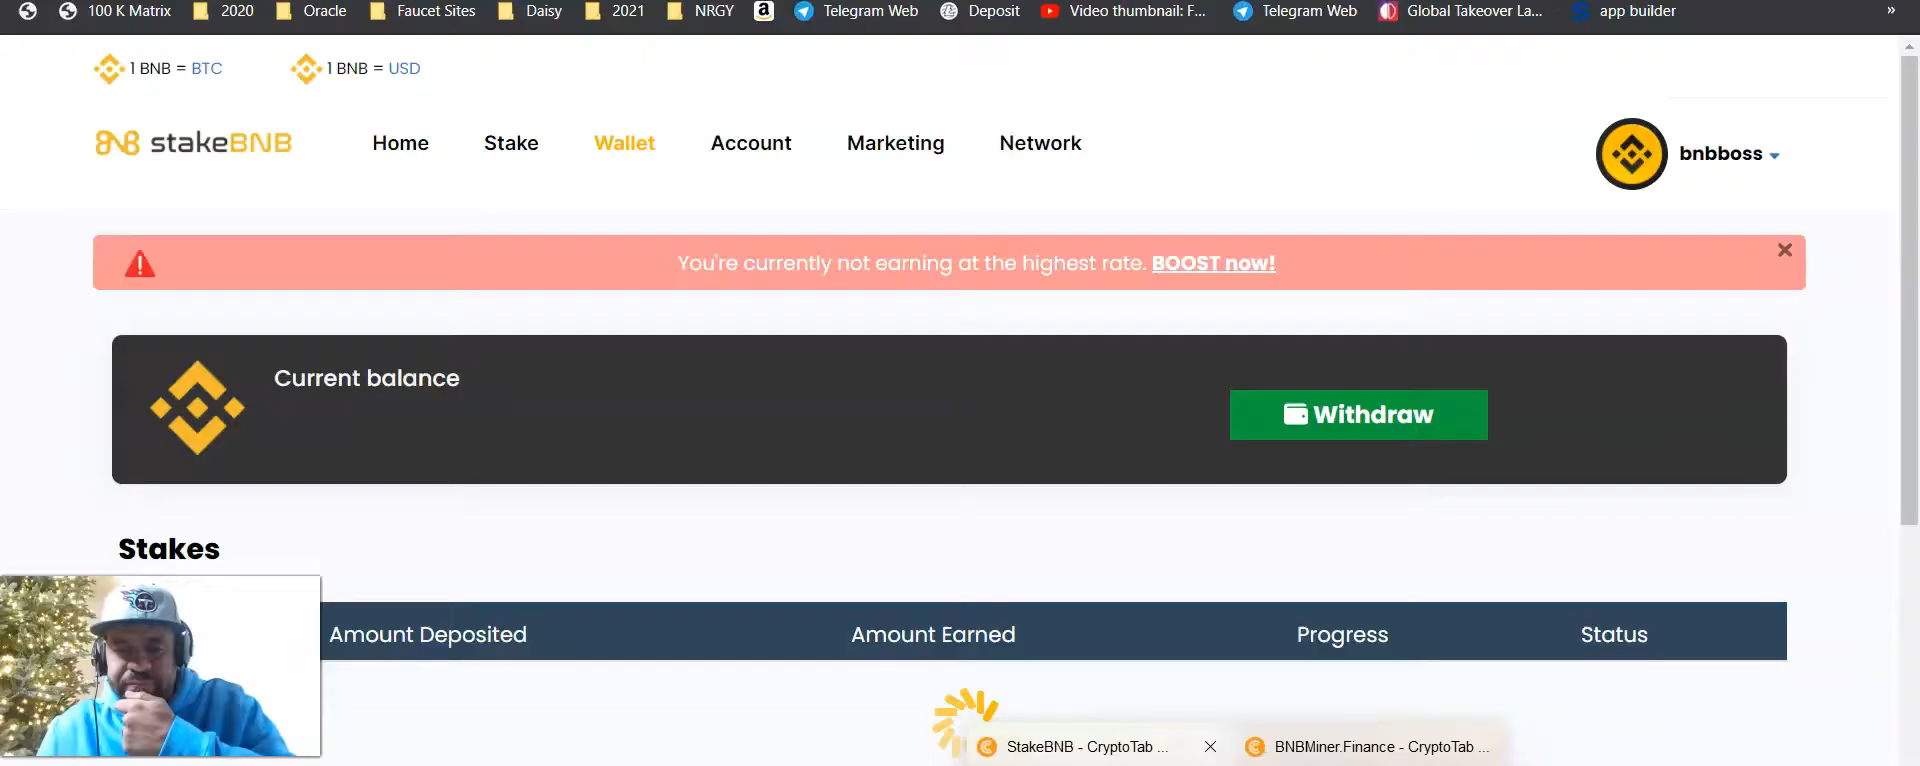 100 K Matrix 2020 Oracle Faucet Sites Daisy 2021 NRGY a Telegram Web Deposit Video thumbnail: F... Telegram Web Global Takeover La... S app builder »
1 BNB = BTC 1 BNB = USD
stakeBNB Home Stake Wallet Account Marketing Network bnbboss
You're currently not earning at the highest rate. BOOST now!
Current balance
Withdraw
Stakes
Amount Deposited Amount Earned Progress Status
StakeBNB - CryptoTab ... BNBMiner.Finance - CryptoTab ...